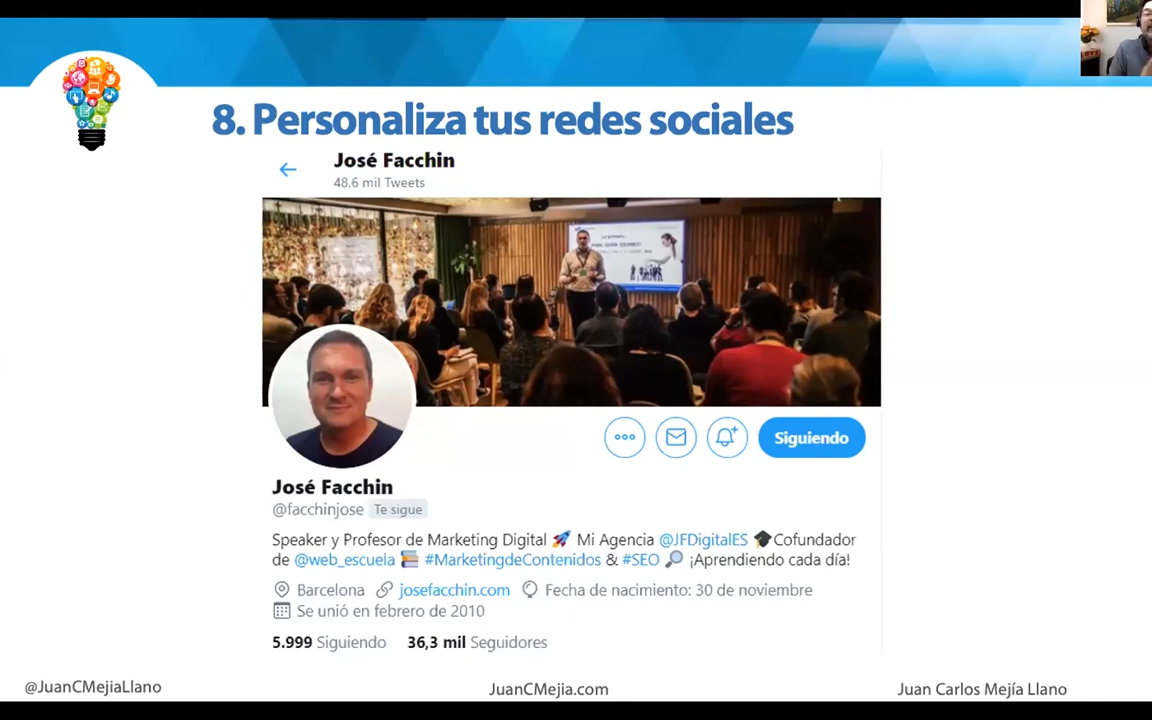 8. Personaliza tus redes sociales
José Facchin
48,6 mil Tweets
José Facchin
@facchinjose Te sigue
Speaker y Profesor de Marketing Digital 🚀 Mi Agencia @JFDigitalES 🎓Cofundador
de @web_escuela 📚 #MarketingdeContenidos & #SEO 🔎 ¡Aprendiendo cada día!
Barcelona josefacchin.com Fecha de nacimiento: 30 de noviembre
Se unió en febrero de 2010
5.999 Siguiendo 36,3 mil Seguidores
Siguiendo
@JuanCMejiaLlano JuanCMejia.com Juan Carlos Mejía Llano